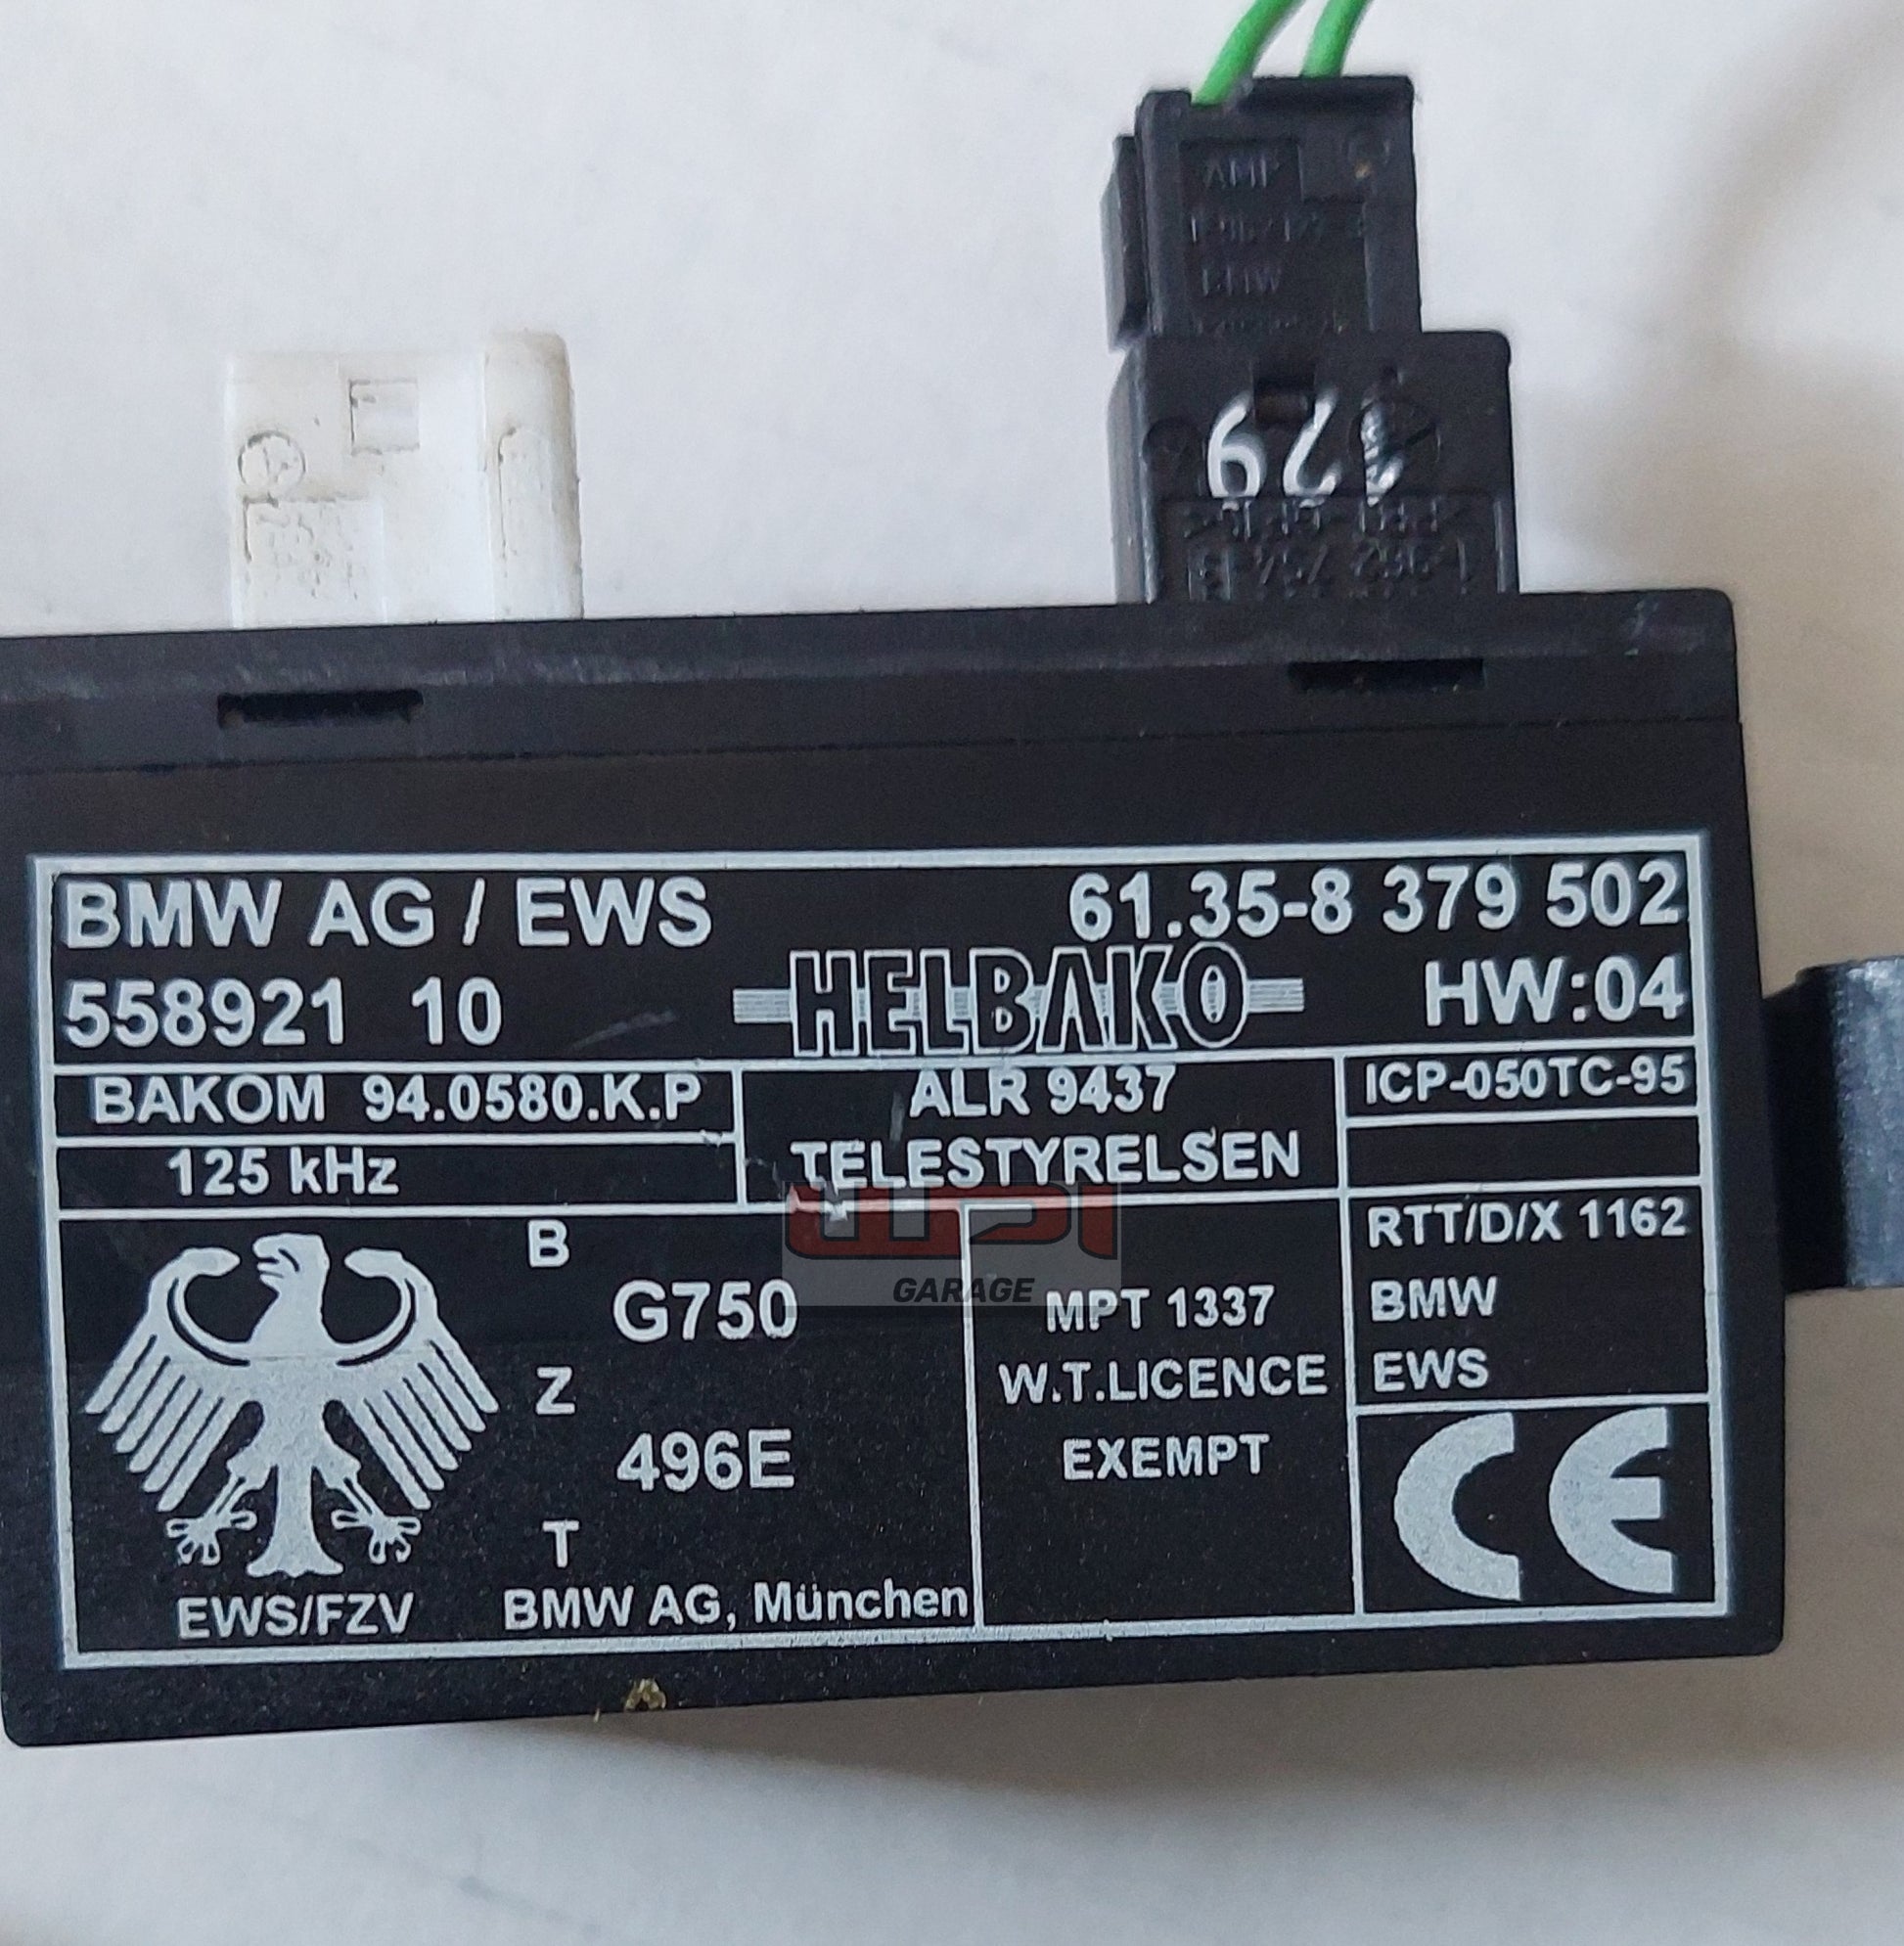 AMP
BMW
129
BMW AG / EWS 61.35-8 379 502
558921 10 HELBAKO HW:04
BAKOM 94.0580.K.P ALR 9437 ICP-050TC-95
125 kHz TELESTYRELSEN
B RTT/D/X 1162
GARAGE
G750 MPT 1337 BMW
Z W.T.LICENCE EWS
496E EXEMPT
T CE
EWS/FZV BMW AG, München